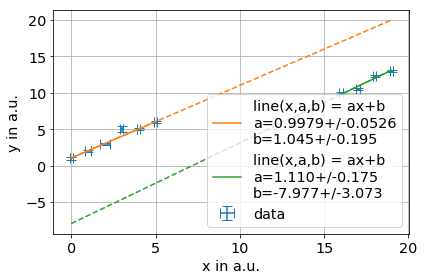 20
15
10
5
0
−5
0
5
10
15
20
y in a.u.
x in a.u.
line(x,a,b) = ax+b
a=0.9979+/-0.0526
b=1.045+/-0.195
line(x,a,b) = ax+b
a=1.110+/-0.175
b=-7.977+/-3.073
data